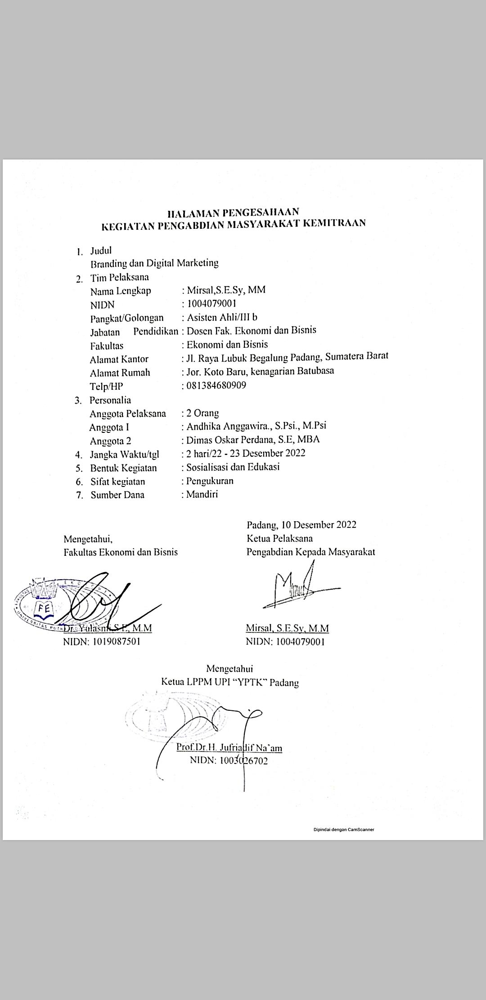 HALAMAN PENGESAHAAN
KEGIATAN PENGABDIAN MASYARAKAT KEMITRAAN
1. Judul
Branding dan Digital Marketing
2. Tim Pelaksana
Nama Lengkap : Mirsal,S.E.Sy, MM
NIDN : 1004079001
Pangkat/Golongan : Asisten Ahli/III b
Jabatan Pendidikan : Dosen Fak. Ekonomi dan Bisnis
Fakultas : Ekonomi dan Bisnis
Alamat Kantor : Jl. Raya Lubuk Begalung Padang, Sumatera Barat
Alamat Rumah : Jor. Koto Baru, kenagarian Batubasa
Telp/HP : 081384680909
3. Personalia
Anggota Pelaksana : 2 Orang
Anggota I : Andhika Anggawira., S.Psi., M.Psi
Anggota 2 : Dimas Oskar Perdana, S.E, MBA
4. Jangka Waktu/tgl : 2 hari/22 - 23 Desember 2022
5. Bentuk Kegiatan : Sosialisasi dan Edukasi
6. Sifat kegiatan : Pengukuran
7. Sumber Dana : Mandiri
Padang, 10 Desember 2022
Mengetahui, Ketua Pelaksana
Fakultas Ekonomi dan Bisnis Pengabdian Kepada Masyarakat
FAKULTAS EKONOMI
FE
UNIVERSITAS PUTRA
Dr. Yulasmi S.E, M.M Mirsal, S.E.Sy, M.M
NIDN: 1019087501 NIDN: 1004079001
Mengetahui
Ketua LPPM UPI “YPTK” Padang
Prof.Dr.H. Jufriadif Na`am
NIDN: 1003026702
Dipindai dengan CamScanner